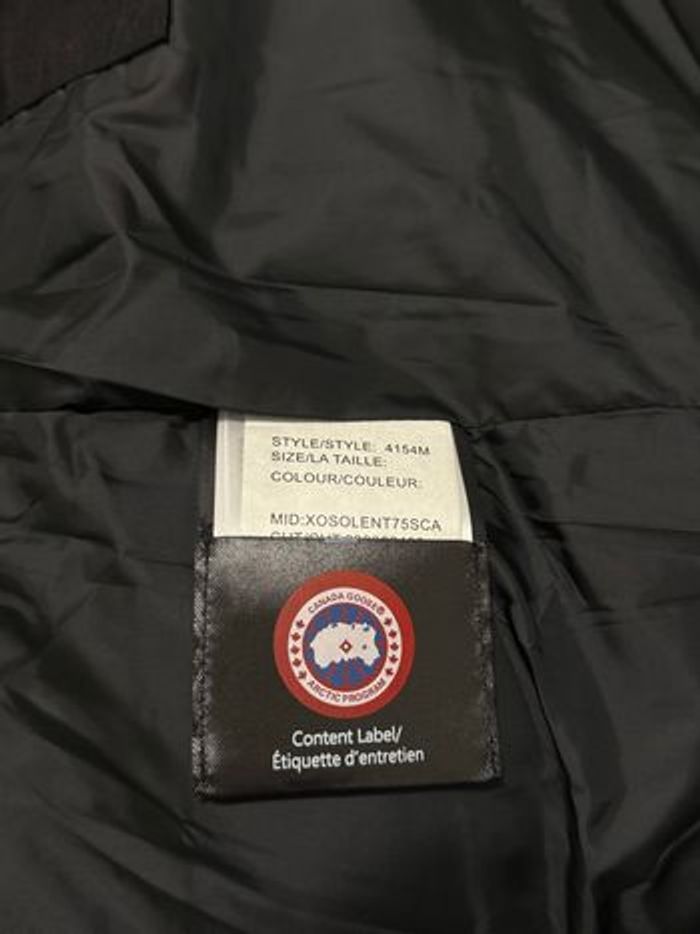 STYLE/STYLE: 4154M
SIZE/LA TAILLE:
COLOUR/COULEUR:
MID:XOSOLENT75SCA
CANADA GOOSE®
ARCTIC PROGRAM
Content Label/
Étiquette d'entretien